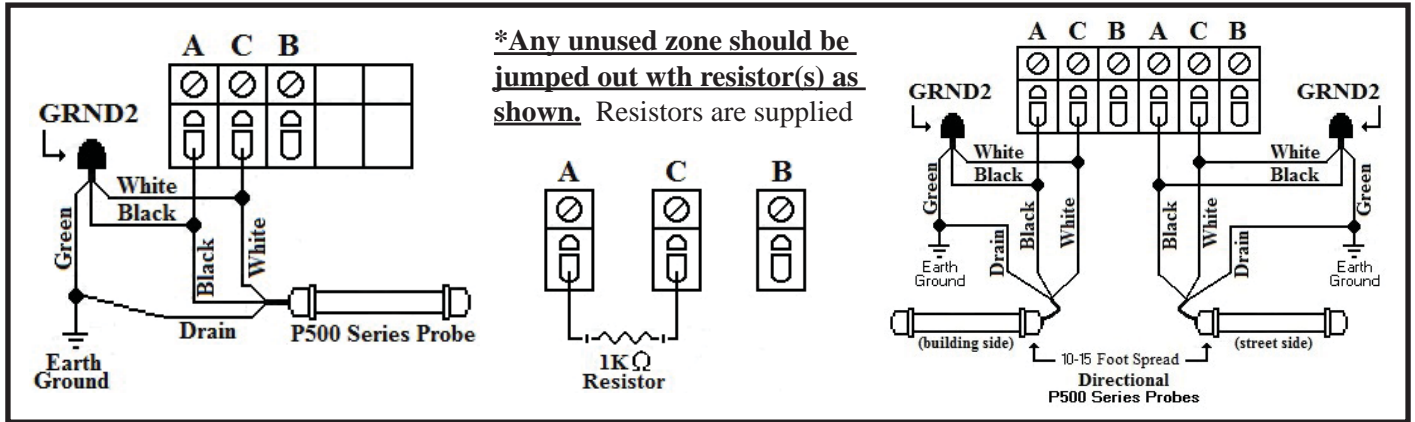 A C B
GRND2
White
Black
Green
Black
White
Drain
P500 Series Probe
Earth
Ground
*Any unused zone should be
jumped out wth resistor(s) as
shown. Resistors are supplied
A C B
1KΩ
Resistor
A C B A C B
GRND2 GRND2
White White
Black Black
Green Drain Black White Black White Drain Green
Earth
Ground
Earth
Ground
(building side) (street side)
10-15 Foot Spread
Directional
P500 Series Probes